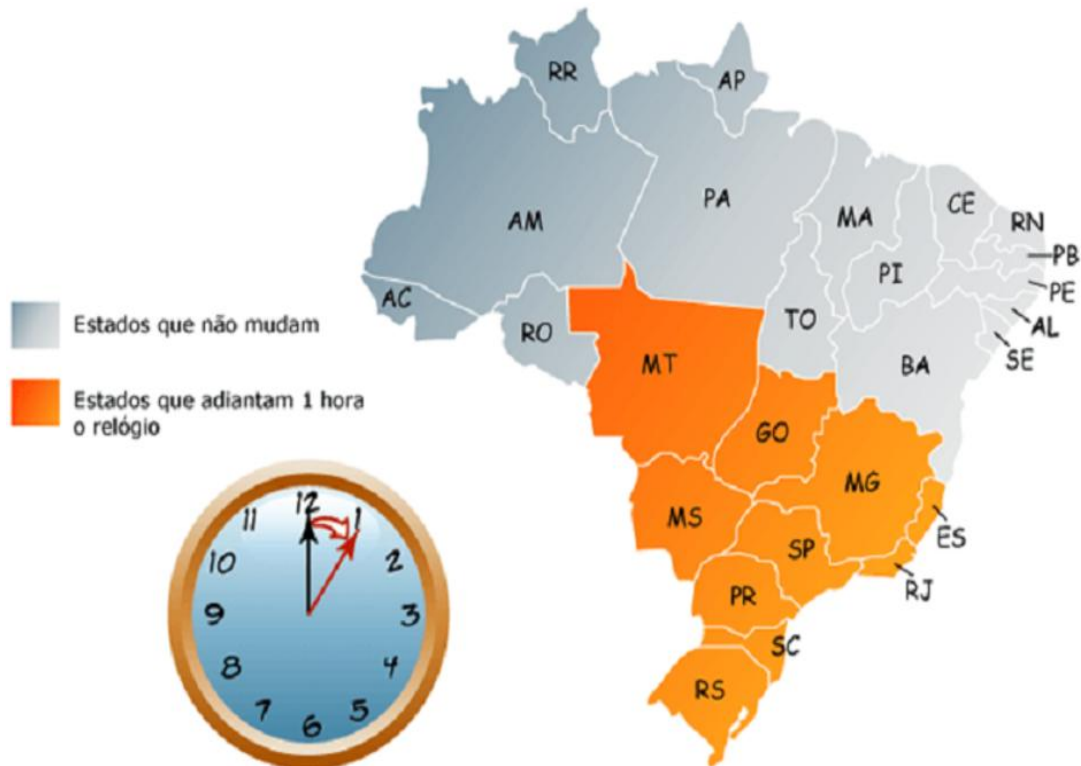 RR
AP
AM
PA
MA
CE
RN
PB
PE
AL
SE
PI
AC
RO
TO
BA
MT
GO
MG
ES
MS
SP
RJ
PR
SC
RS
Estados que não mudam
Estados que adiantam 1 hora
o relógio
12
1
2
3
4
5
6
7
8
9
10
11